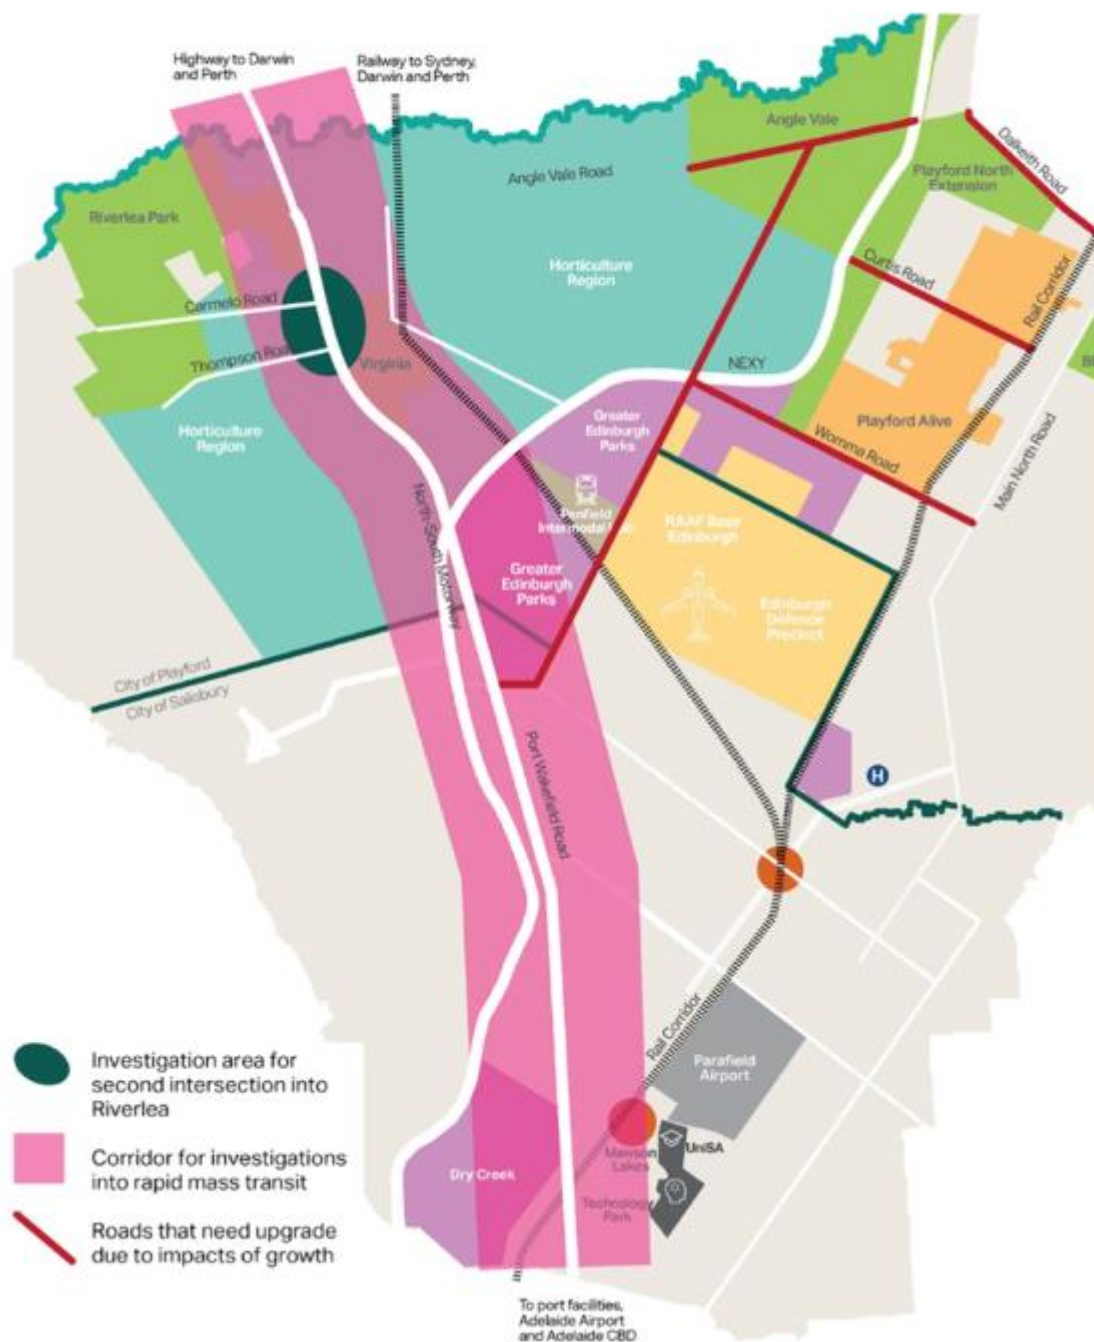 Highway to Darwin
and Perth
Railway to Sydney,
Darwin and Perth
Angle Vale
Dalkeith Road
Playford North
Extension
Angle Vale Road
Riverlea Park
Curtis Road
Rail Corridor
Horticulture
Region
Carmelo Road
Thompson Road
Virginia
NEXY
Horticulture
Region
Greater
Edinburgh
Parks
Playford Alive
Womma Road
Main North Road
North-South Motorway
Penfield
Intermodal
RAAF Base
Edinburgh
Greater
Edinburgh
Parks
Edinburgh
Defence
Precinct
City of Playford
City of Salisbury
Port Wakefield Road
H
Rail Corridor
Parafield
Airport
Mawson
Lakes
UniSA
Technology
Park
Dry Creek
Investigation area for
second intersection into
Riverlea
Corridor for investigations
into rapid mass transit
Roads that need upgrade
due to impacts of growth
To port facilities,
Adelaide Airport
and Adelaide CBD